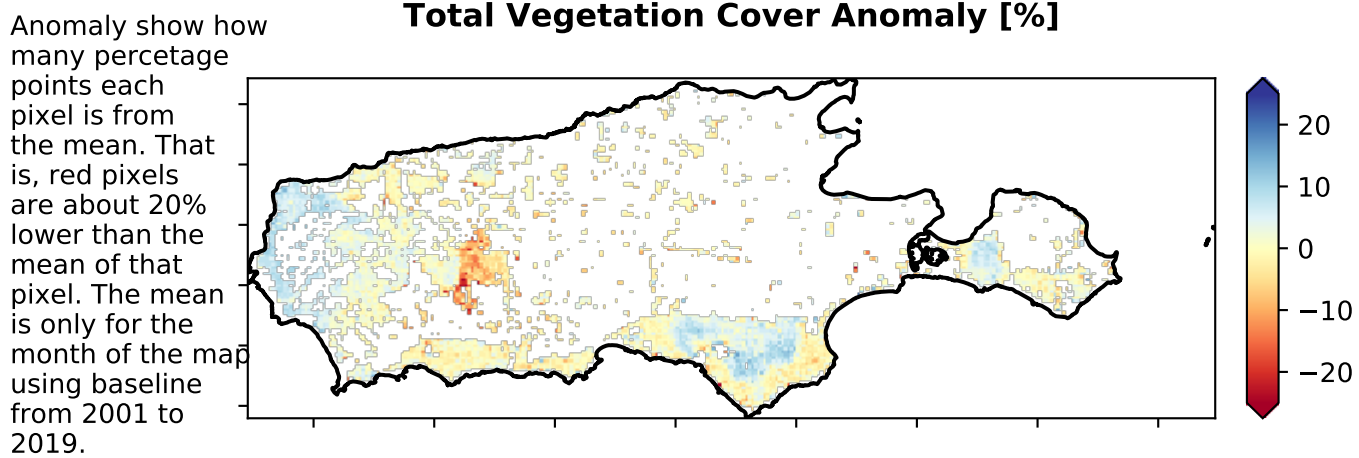 Total Vegetation Cover Anomaly [%]
Anomaly show how
many percetage
points each
pixel is from
the mean. That
is, red pixels
are about 20%
lower than the
mean of that
pixel. The mean
is only for the
month of the map
using baseline
from 2001 to
2019.
20
10
0
−10
−20